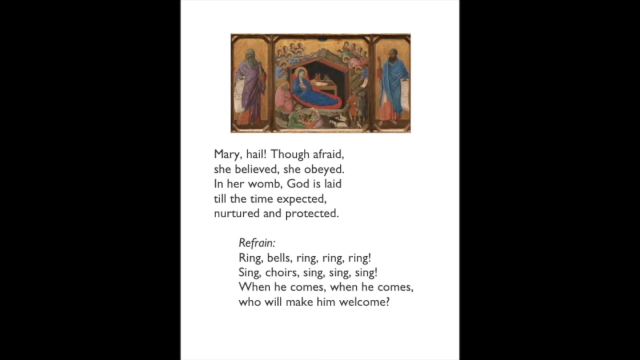 Mary, hail! Though afraid,
she believed, she obeyed.
In her womb, God is laid
till the time expected,
nurtured and protected.
Refrain:
Ring, bells, ring, ring, ring!
Sing, choirs, sing, sing, sing!
When he comes, when he comes,
who will make him welcome?